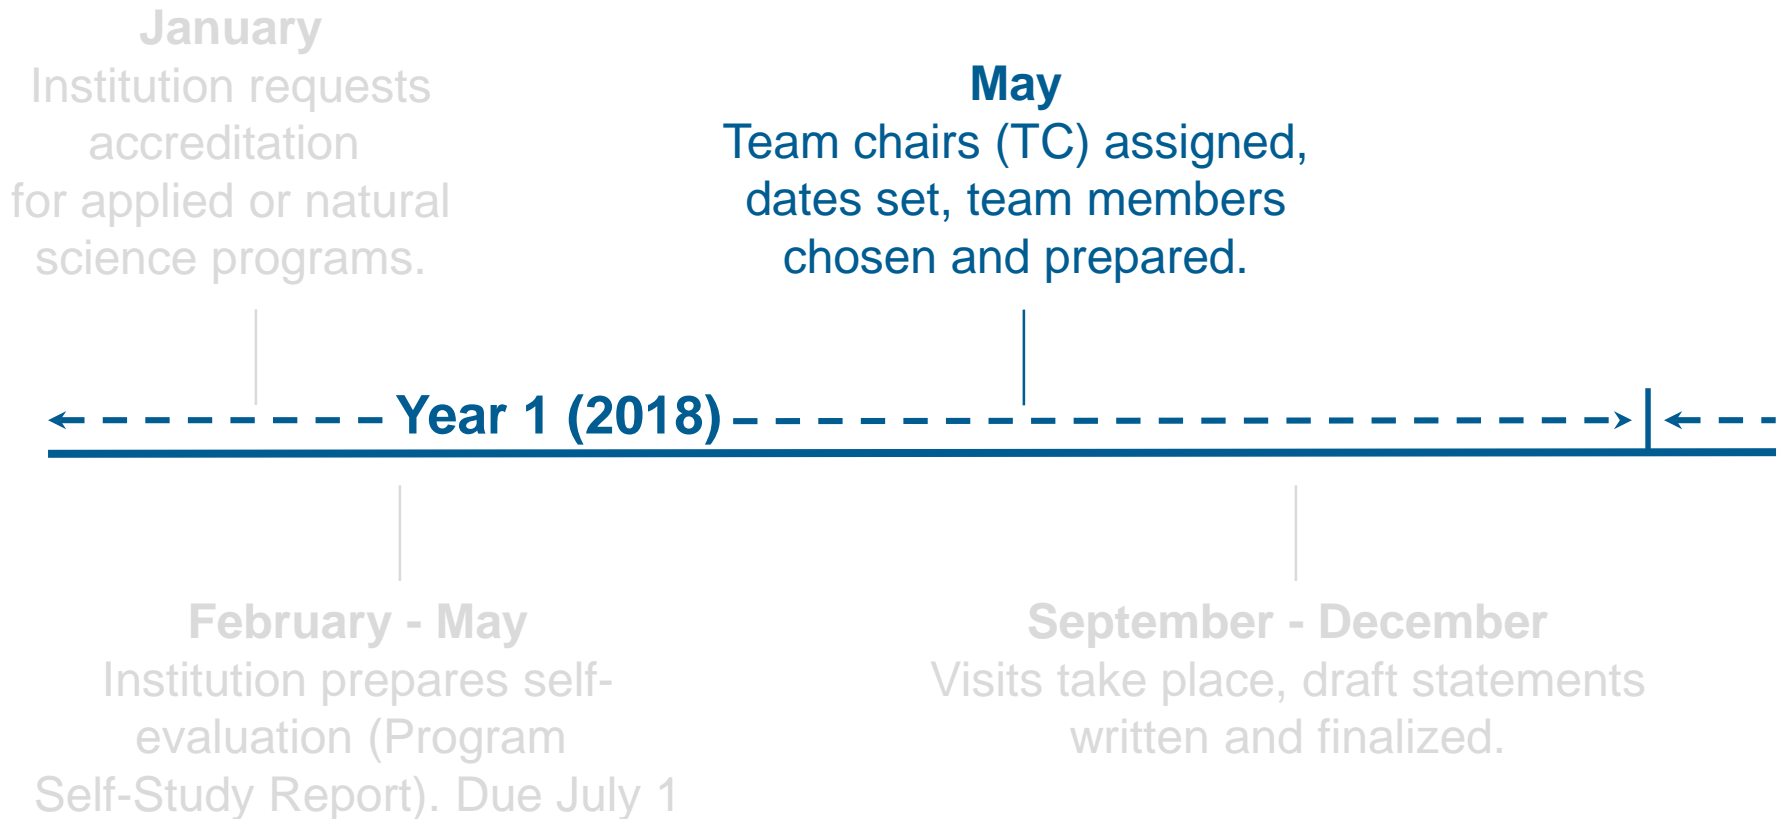 January
Institution requests
accreditation
for applied or natural
science programs.
May
Team chairs (TC) assigned,
dates set, team members
chosen and prepared.
Year 1 (2018)
February - May
Institution prepares self-
evaluation (Program
Self-Study Report). Due July 1
September - December
Visits take place, draft statements
written and finalized.